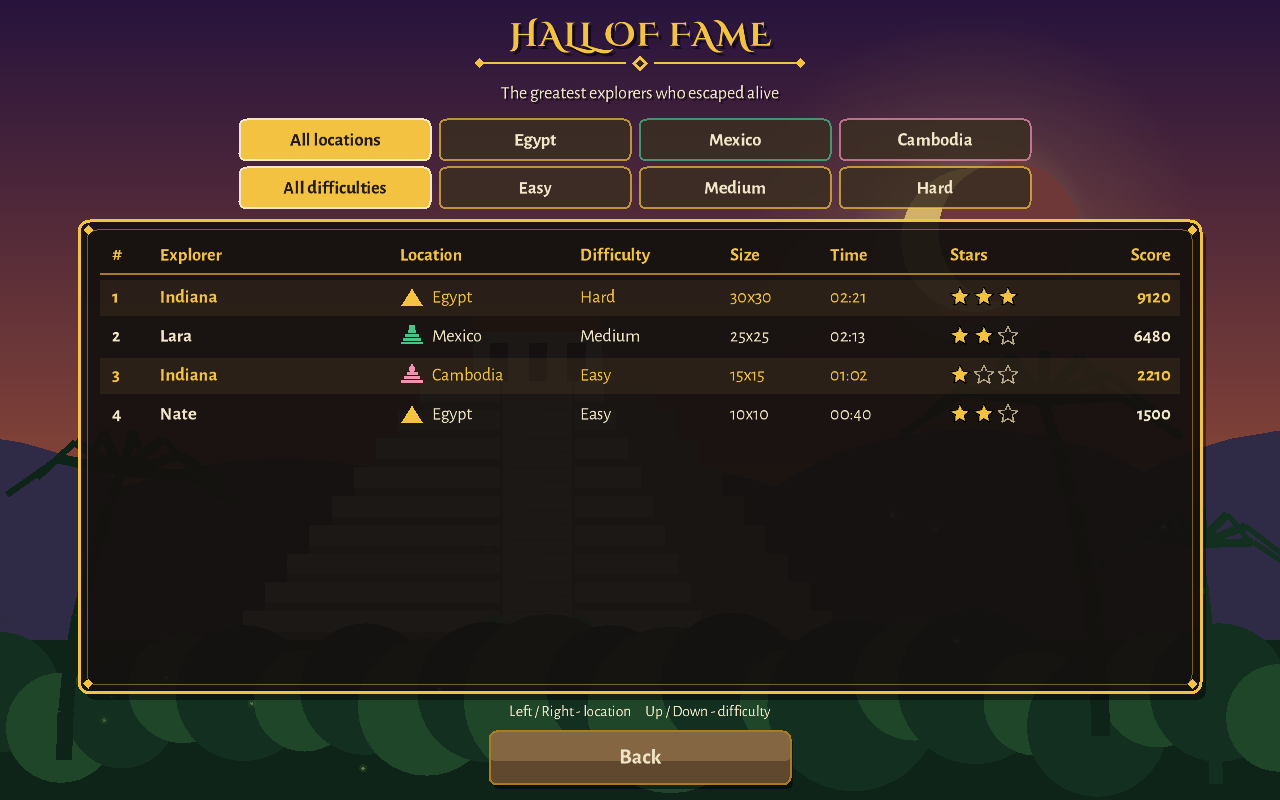 HALL OF FAME
The greatest explorers who escaped alive
All locations Egypt Mexico Cambodia
All difficulties Easy Medium Hard
# Explorer Location Difficulty Size Time Stars Score
1 Indiana Egypt Hard 30x30 02:21 9120
2 Lara Mexico Medium 25x25 02:13 6480
3 Indiana Cambodia Easy 15x15 01:02 2210
4 Nate Egypt Easy 10x10 00:40 1500
Left / Right - location Up / Down - difficulty
Back